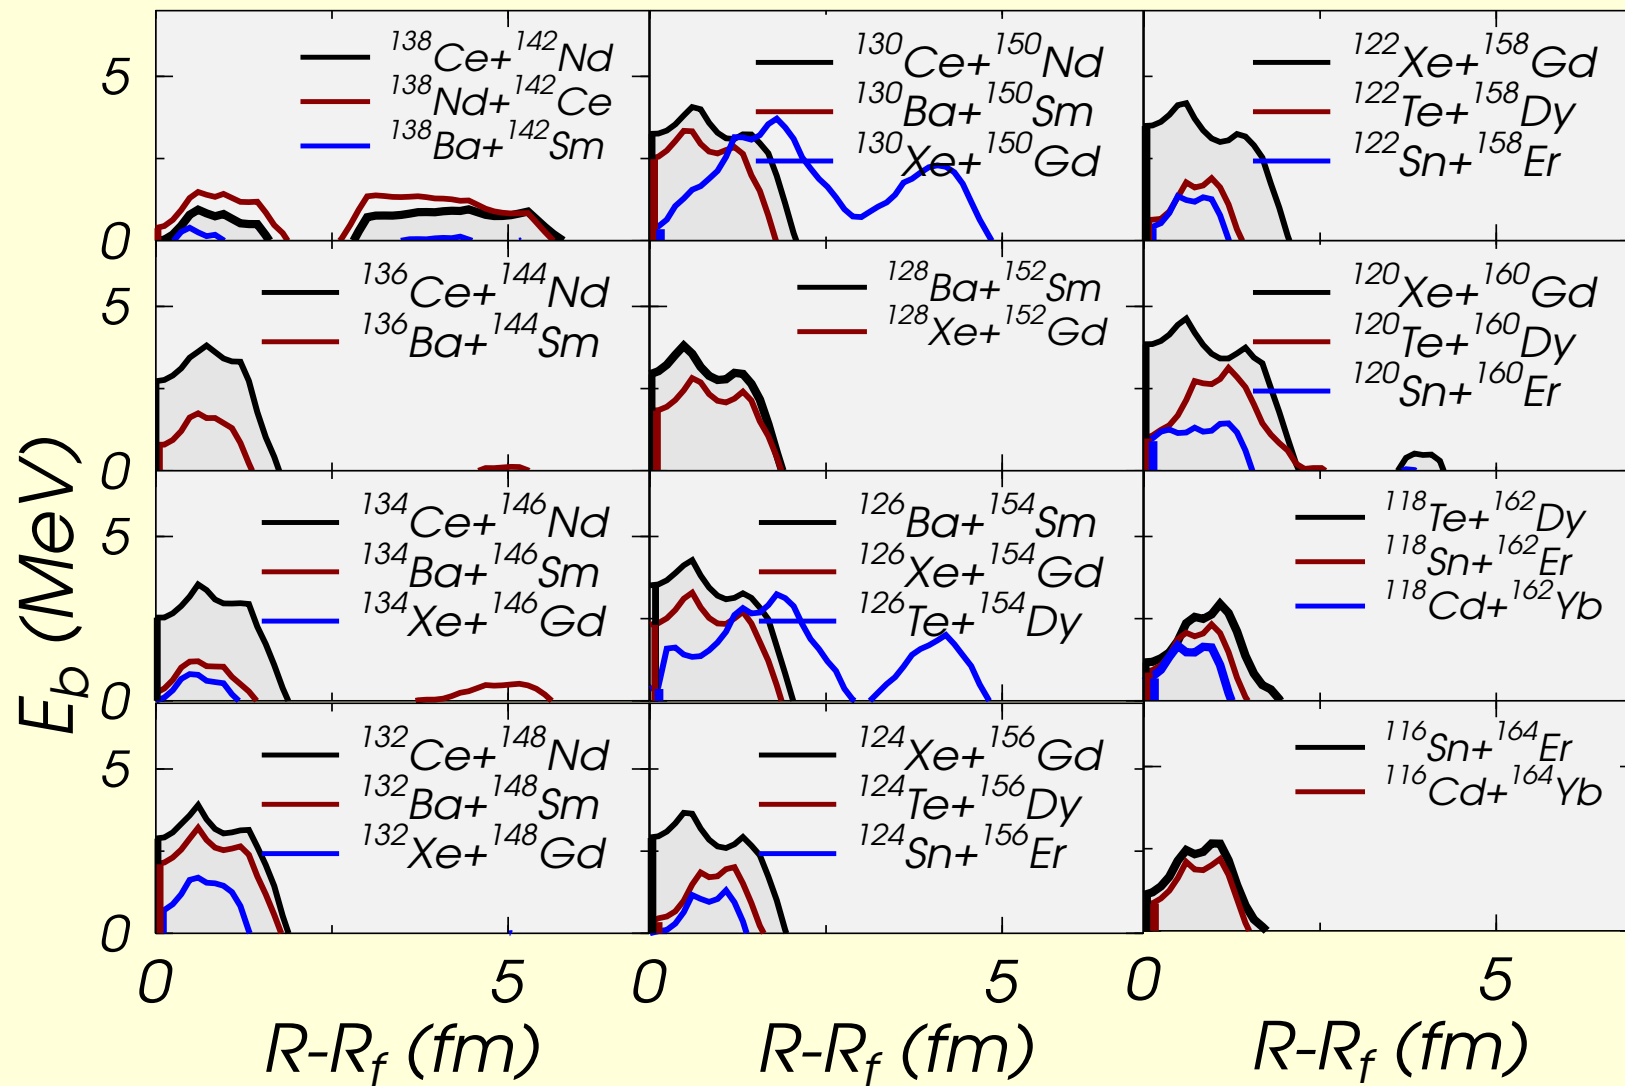 5
0
^138Ce+^142Nd
^138Nd+^142Ce
^138Ba+^142Sm
^130Ce+^150Nd
^130Ba+^150Sm
^130Xe+^150Gd
^122Xe+^158Gd
^122Te+^158Dy
^122Sn+^158Er
5
0
^136Ce+^144Nd
^136Ba+^144Sm
^128Ba+^152Sm
^128Xe+^152Gd
^120Xe+^160Gd
^120Te+^160Dy
^120Sn+^160Er
E_b (MeV)
5
0
^134Ce+^146Nd
^134Ba+^146Sm
^134Xe+^146Gd
^126Ba+^154Sm
^126Xe+^154Gd
^126Te+^154Dy
^118Te+^162Dy
^118Sn+^162Er
^118Cd+^162Yb
5
0
^132Ce+^148Nd
^132Ba+^148Sm
^132Xe+^148Gd
^124Xe+^156Gd
^124Te+^156Dy
^124Sn+^156Er
^116Sn+^164Er
^116Cd+^164Yb
0 5 0 5 0 5
R-R_f (fm) R-R_f (fm) R-R_f (fm)